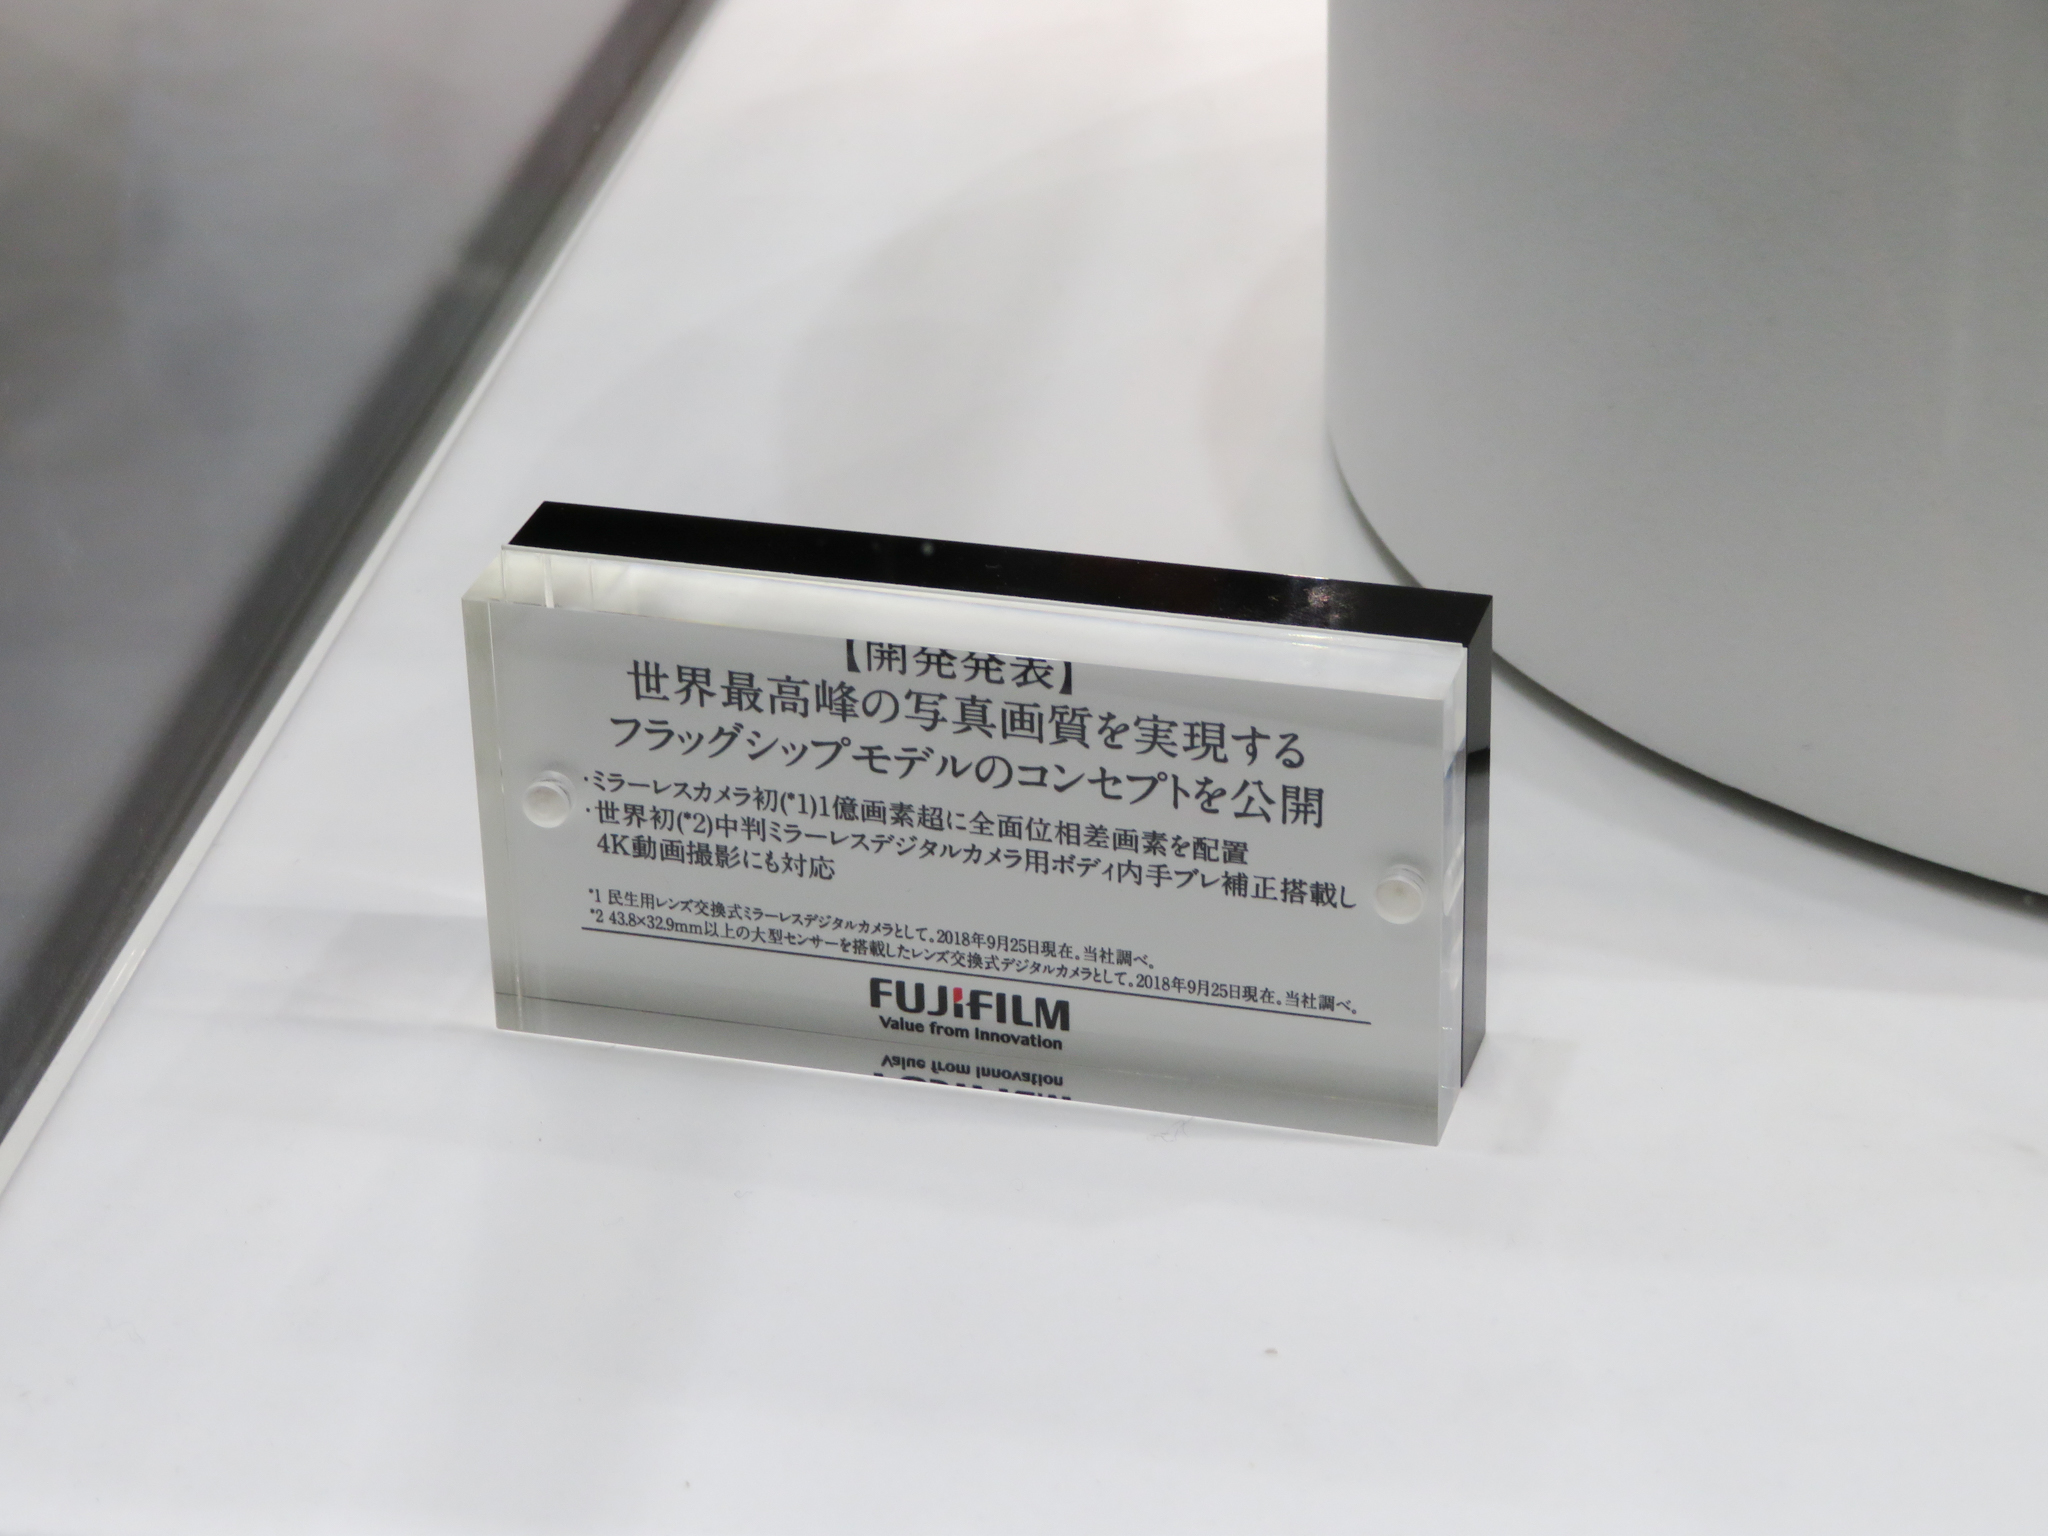 【開発発表】
世界最高峰の写真画質を実現する
フラッグシップモデルのコンセプトを公開
・ミラーレスカメラ初(*1)1億画素超に全面位相差画素を配置
・世界初(*2)中判ミラーレスデジタルカメラ用ボディ内手ブレ補正搭載し
4K動画撮影にも対応
*1 民生用レンズ交換式ミラーレスデジタルカメラとして。2018年9月25日現在。当社調べ。
*2 43.8×32.9mm以上の大型センサーを搭載したレンズ交換式デジタルカメラとして。2018年9月25日現在。当社調べ。
FUJIFILM
Value from Innovation